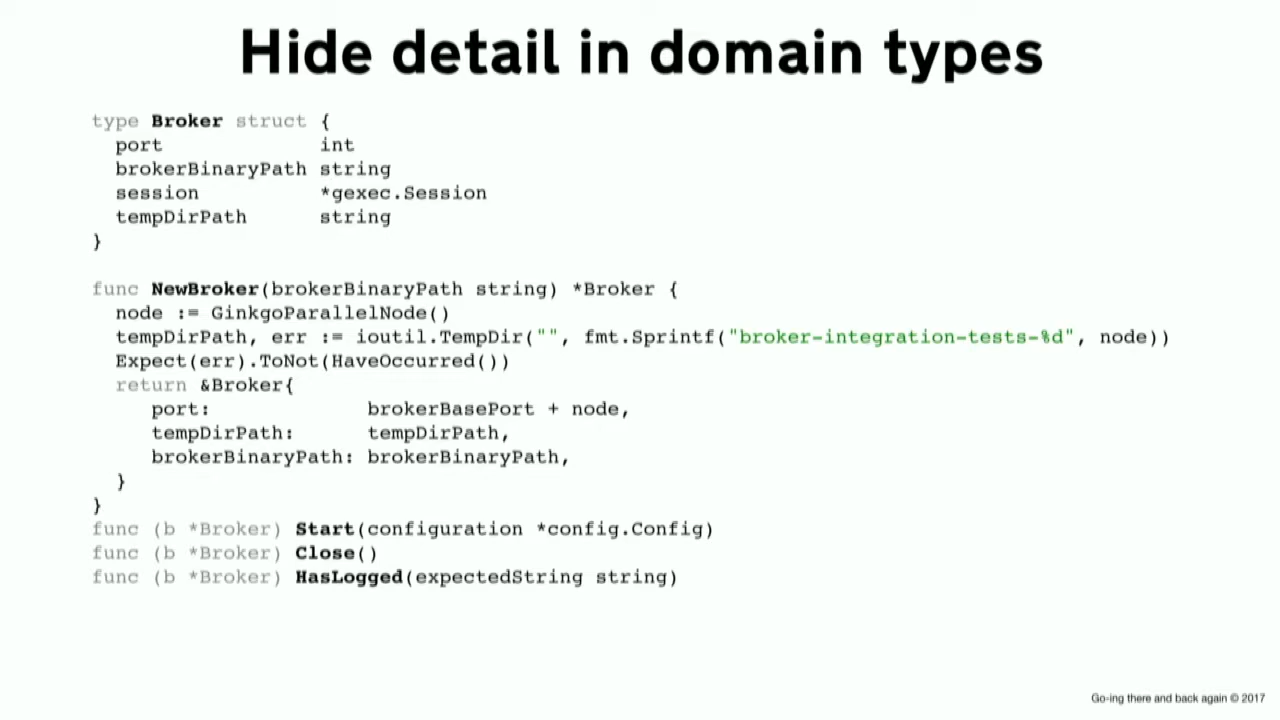 Hide detail in domain types
type Broker struct {
  port             int
  brokerBinaryPath string
  session          *gexec.Session
  tempDirPath      string
}
func NewBroker(brokerBinaryPath string) *Broker {
  node := GinkgoParallelNode()
  tempDirPath, err := ioutil.TempDir("", fmt.Sprintf("broker-integration-tests-%d", node))
  Expect(err).ToNot(HaveOccurred())
  return &Broker{
     port:             brokerBasePort + node,
     tempDirPath:      tempDirPath,
     brokerBinaryPath: brokerBinaryPath,
  }
}
func (b *Broker) Start(configuration *config.Config)
func (b *Broker) Close()
func (b *Broker) HasLogged(expectedString string)
Go-ing there and back again © 2017